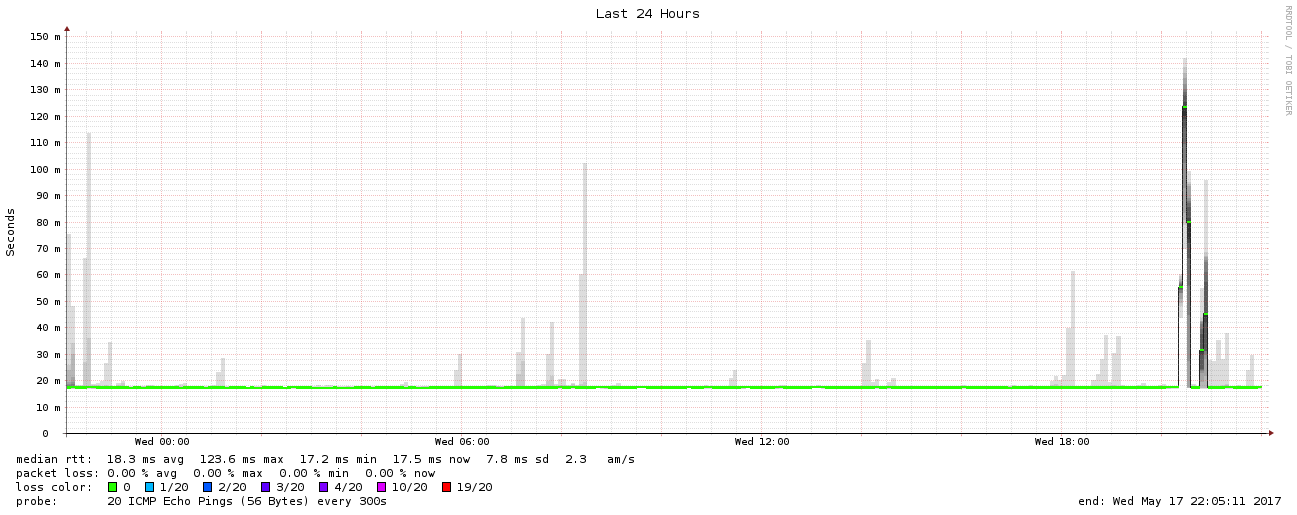 Last 24 Hours
RRDTOOL / TOBI OETIKER
Seconds
150 m
140 m
130 m
120 m
110 m
100 m
90 m
80 m
70 m
60 m
50 m
40 m
30 m
20 m
10 m
0
Wed 00:00 Wed 06:00 Wed 12:00 Wed 18:00
median rtt: 18.3 ms avg 123.6 ms max 17.2 ms min 17.5 ms now 7.8 ms sd 2.3 am/s
packet loss: 0.00 % avg 0.00 % max 0.00 % min 0.00 % now
loss color: 0 1/20 2/20 3/20 4/20 10/20 19/20
probe: 20 ICMP Echo Pings (56 Bytes) every 300s end: Wed May 17 22:05:11 2017